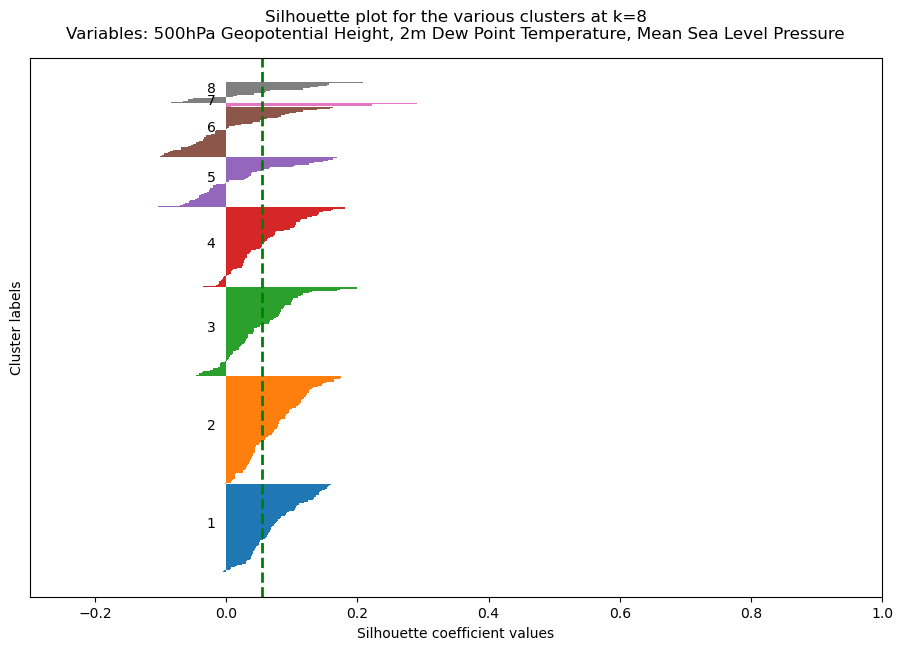 Silhouette plot for the various clusters at k=8
Variables: 500hPa Geopotential Height, 2m Dew Point Temperature, Mean Sea Level Pressure
8
7
6
5
4
3
2
1
Cluster labels
−0.2 0.0 0.2 0.4 0.6 0.8 1.0
Silhouette coefficient values